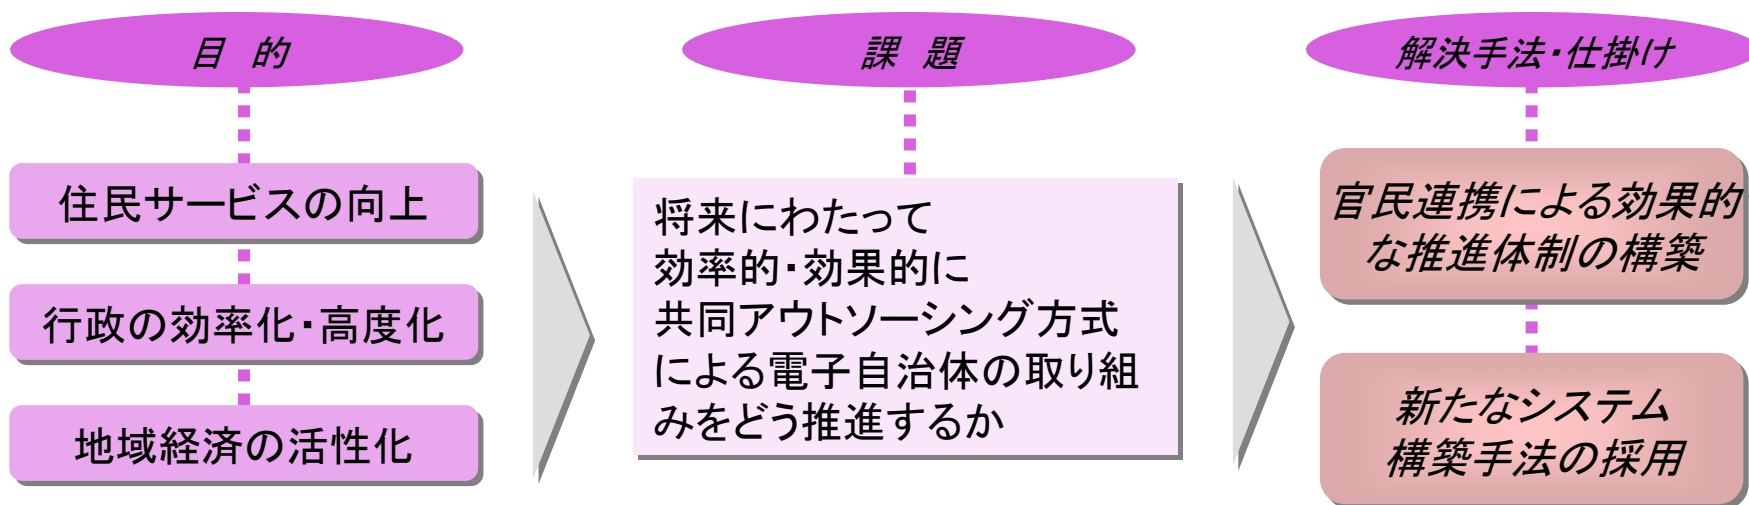 目 的
住民サービスの向上
行政の効率化・高度化
地域経済の活性化
課 題
将来にわたって
効率的・効果的に
共同アウトソーシング方式
による電子自治体の取り組
みをどう推進するか
解決手法・仕掛け
官民連携による効果的
な推進体制の構築
新たなシステム
構築手法の採用